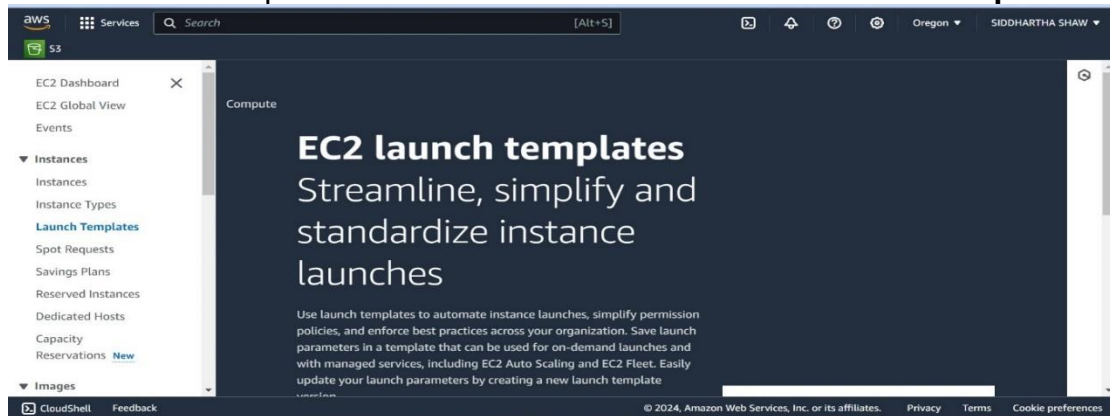 aws Services Search [Alt+S] Oregon SIDDHARTHA SHAW
S3
EC2 Dashboard
EC2 Global View
Events
Instances
Instances
Instance Types
Launch Templates
Spot Requests
Savings Plans
Reserved Instances
Dedicated Hosts
Capacity
Reservations New
Images
Compute
EC2 launch templates
Streamline, simplify and
standardize instance
launches
Use launch templates to automate instance launches, simplify permission
policies, and enforce best practices across your organization. Save launch
parameters in a template that can be used for on-demand launches and
with managed services, including EC2 Auto Scaling and EC2 Fleet. Easily
update your launch parameters by creating a new launch template
CloudShell Feedback © 2024, Amazon Web Services, Inc. or its affiliates. Privacy Terms Cookie preferences